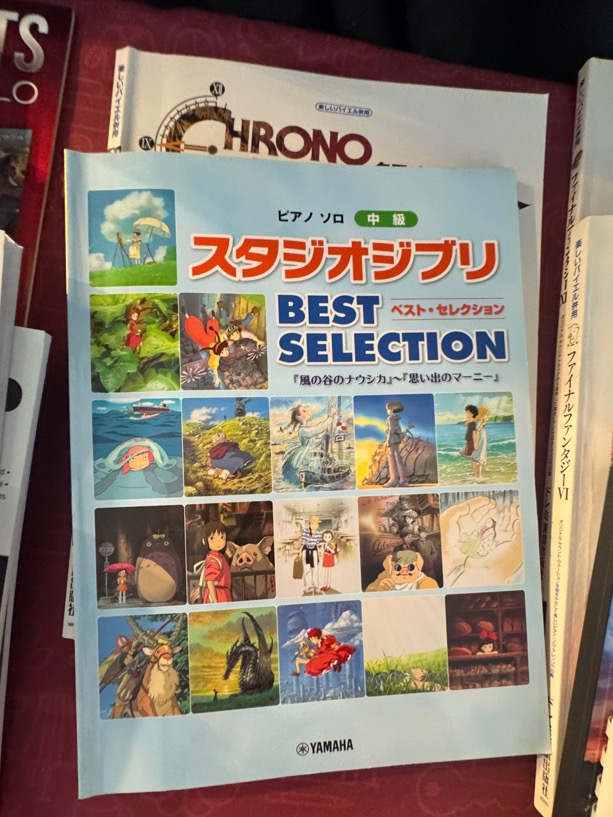 TS
XII
IX
CHRONO
楽しいバイエル併用
ピアノ ソロ 中級
スタジオジブリ
BEST
SELECTION
ベスト・セレクション
『風の谷のナウシカ』～『思い出のマーニー』
YAMAHA
楽しいバイエル併用
ファイナルファンタジーVI